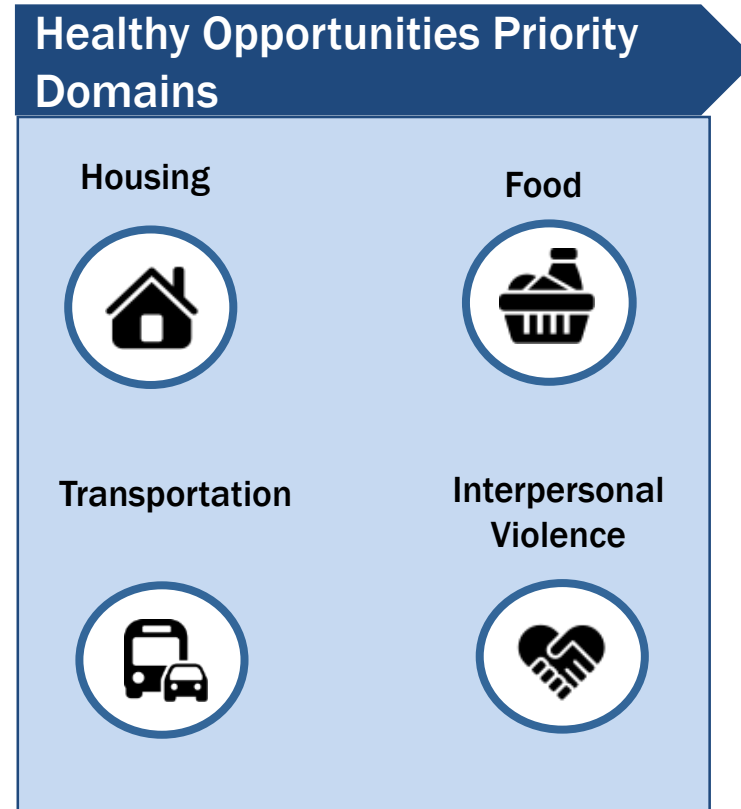 Healthy Opportunities Priority
Domains
Housing
Food
Transportation
Interpersonal
Violence